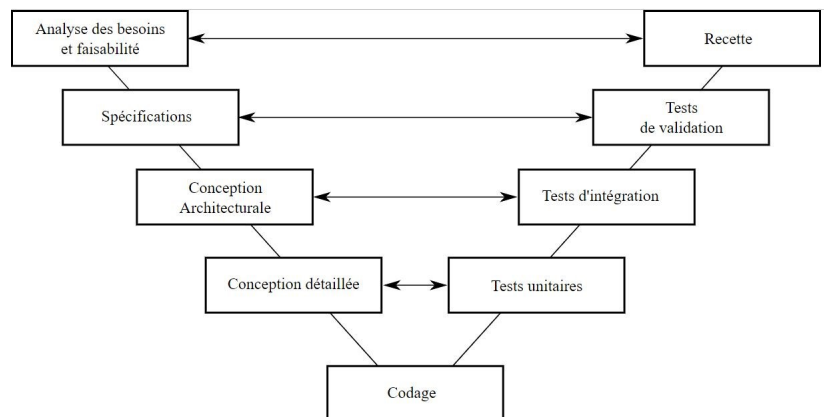 Analyse des besoins
et faisabilité
Recette
Spécifications
Tests
de validation
Conception
Architecturale
Tests d'intégration
Conception détaillée
Tests unitaires
Codage